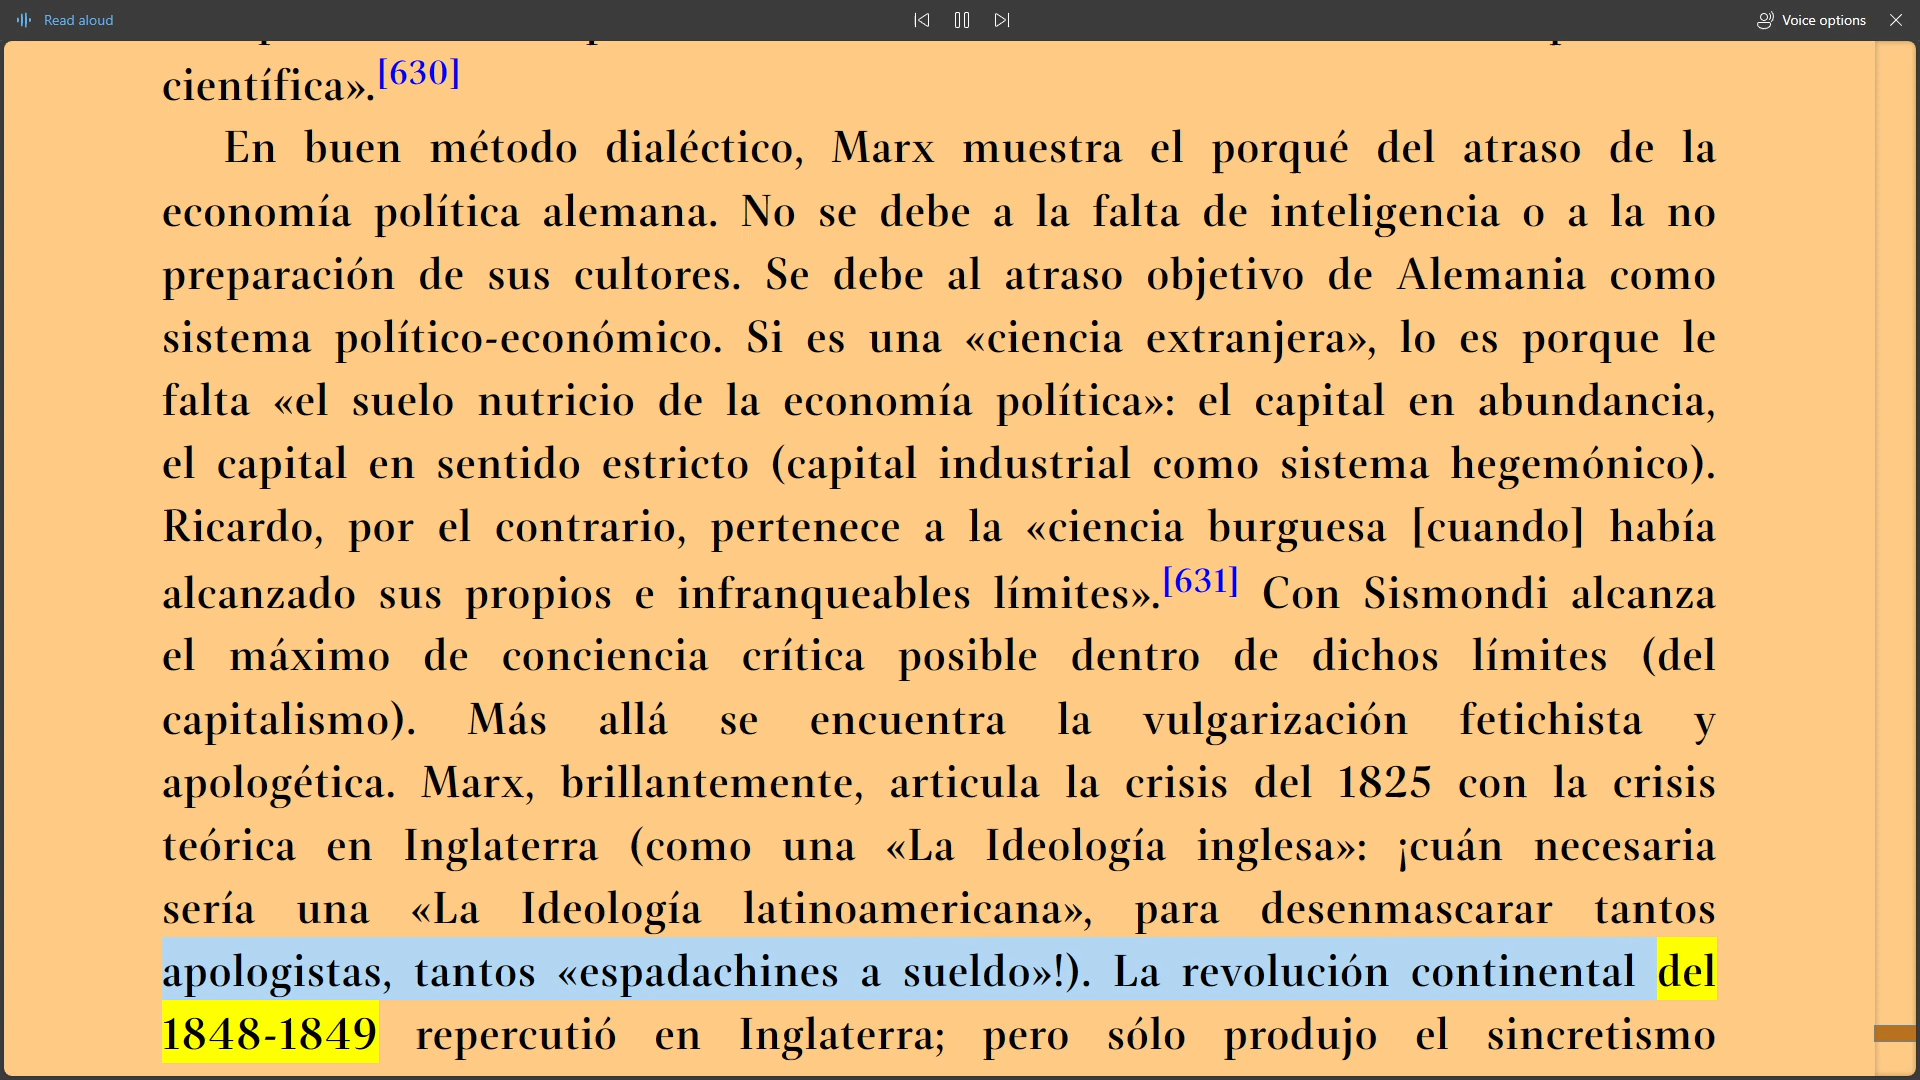 Read aloud
Voice options
científica».[630]
En buen método dialéctico, Marx muestra el porqué del atraso de la
economía política alemana. No se debe a la falta de inteligencia o a la no
preparación de sus cultores. Se debe al atraso objetivo de Alemania como
sistema político-económico. Si es una «ciencia extranjera», lo es porque le
falta «el suelo nutricio de la economía política»: el capital en abundancia,
el capital en sentido estricto (capital industrial como sistema hegemónico).
Ricardo, por el contrario, pertenece a la «ciencia burguesa [cuando] había
alcanzado sus propios e infranqueables límites».[631] Con Sismondi alcanza
el máximo de conciencia crítica posible dentro de dichos límites (del
capitalismo). Más allá se encuentra la vulgarización fetichista y
apologética. Marx, brillantemente, articula la crisis del 1825 con la crisis
teórica en Inglaterra (como una «La Ideología inglesa»: ¡cuán necesaria
sería una «La Ideología latinoamericana», para desenmascarar tantos
apologistas, tantos «espadachines a sueldo»!). La revolución continental del
1848-1849 repercutió en Inglaterra; pero sólo produjo el sincretismo